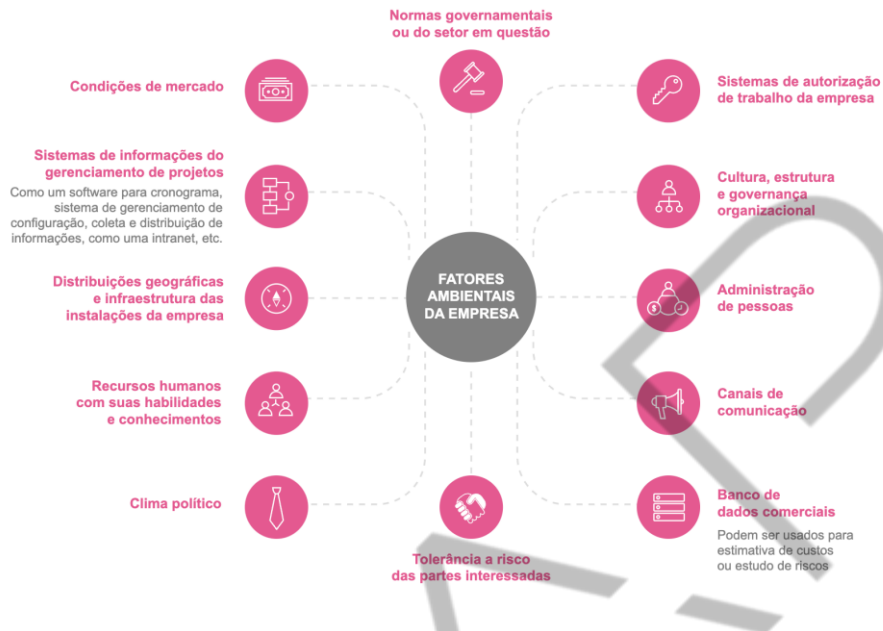 Normas governamentais
ou do setor em questão
Condições de mercado
Sistemas de informações do
gerenciamento de projetos
Como um software para cronograma,
sistema de gerenciamento de
configuração, coleta e distribuição de
informações, como uma intranet, etc.
Distribuições geográficas
e infraestrutura das
instalações da empresa
Recursos humanos
com suas habilidades
e conhecimentos
Clima político
FATORES
AMBIENTAIS
DA EMPRESA
Tolerância a risco
das partes interessadas
Sistemas de autorização
de trabalho da empresa
Cultura, estrutura
e governança
organizacional
Administração
de pessoas
Canais de
comunicação
Banco de
dados comerciais
Podem ser usados para
estimativa de custos
ou estudo de riscos